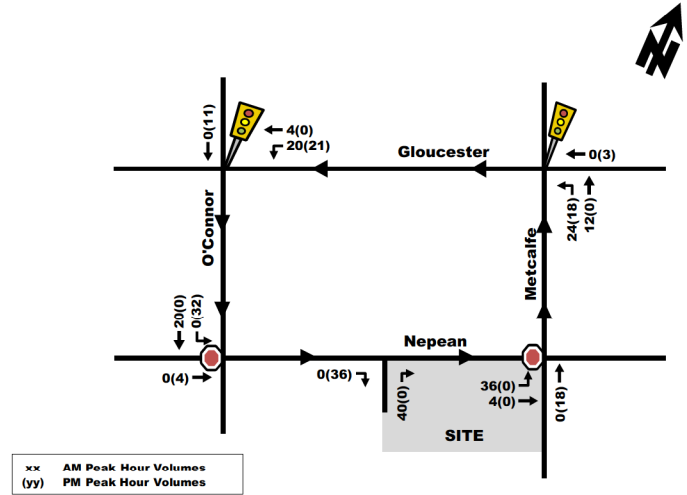 0(11)
4(0)
20(21)
Gloucester
0(3)
24(18)
12(0)
O'Connor
Metcalfe
20(0)
0(32)
Nepean
0(4)
0(36)
40(0)
36(0)
4(0)
0(18)
SITE
xx AM Peak Hour Volumes
(yy) PM Peak Hour Volumes